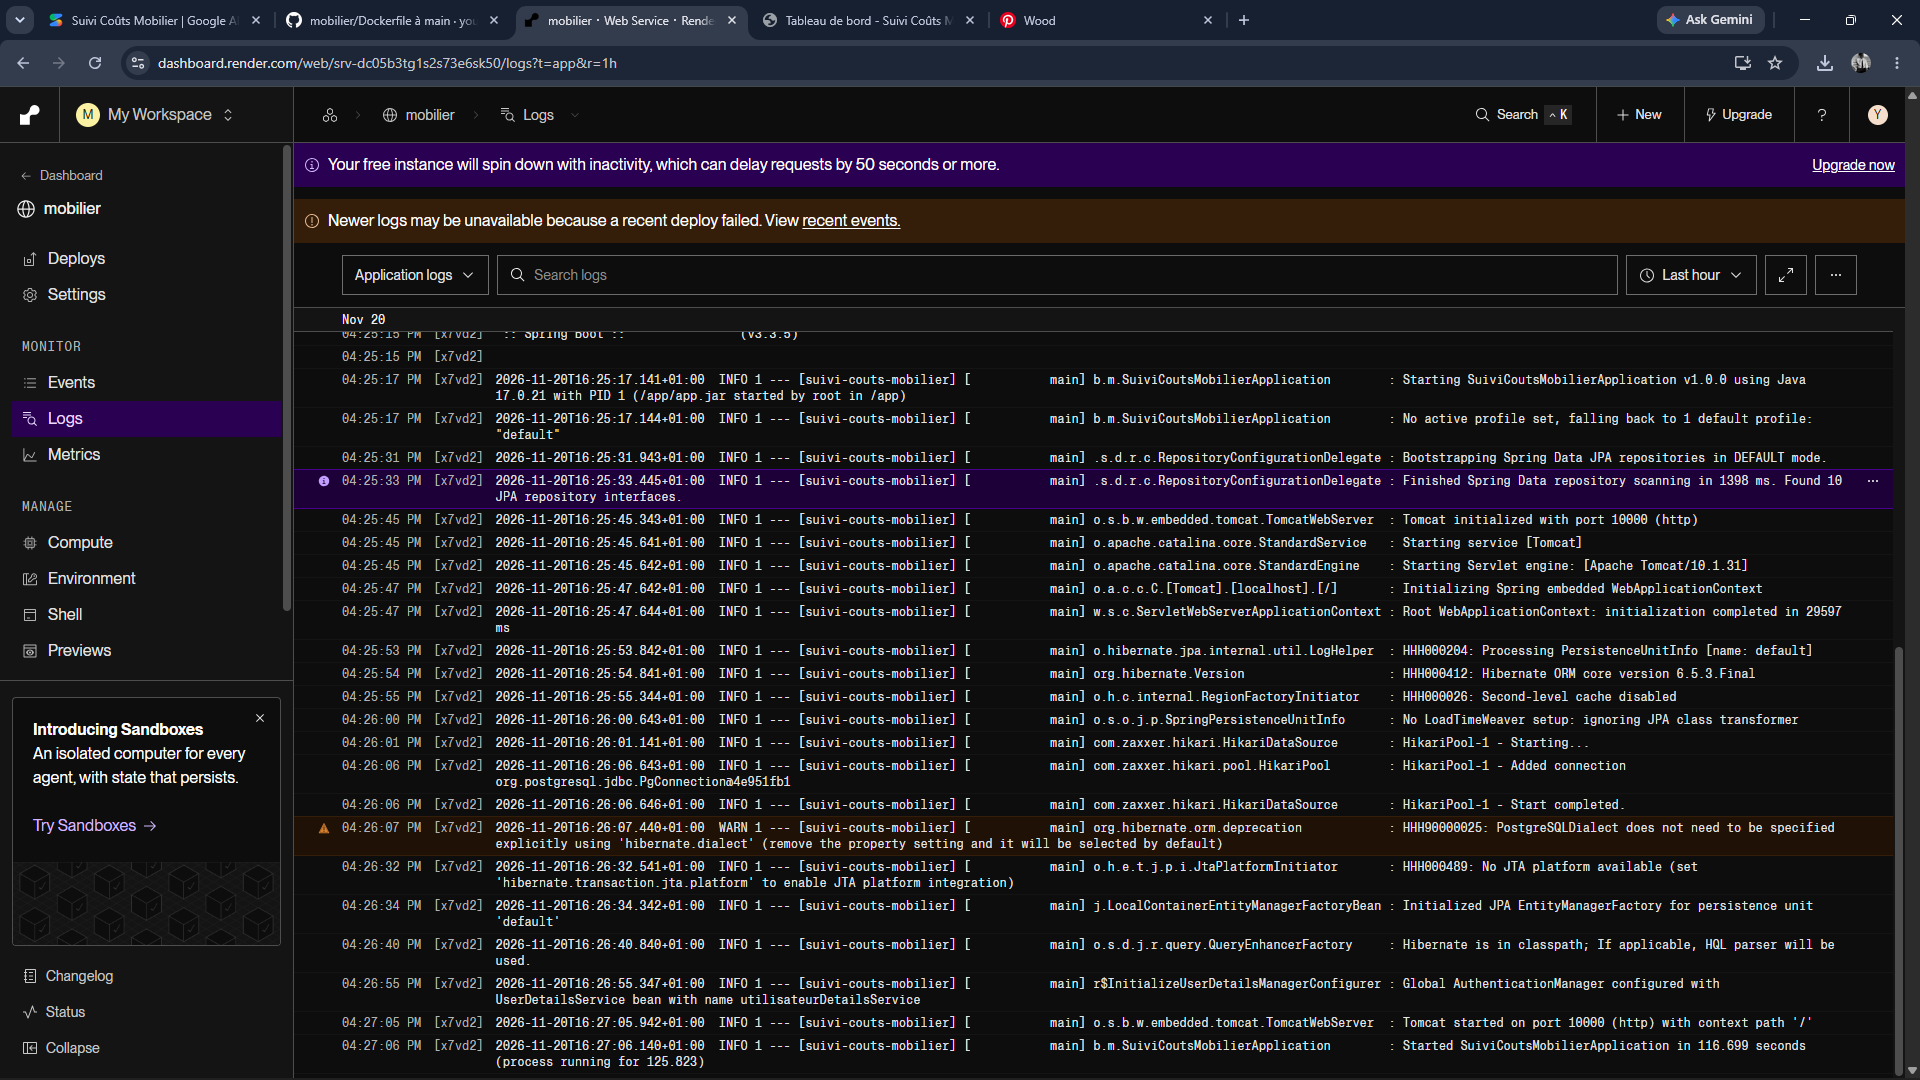 Suivi Coûts Mobilier | Google A
mobilier/Dockerfile à main · you
mobilier · Web Service · Rende
Tableau de bord - Suivi Coûts M
Wood
Ask Gemini
dashboard.render.com/web/srv-dc05b3tg1s2s73e6sk50/logs?t=app&r=1h
M My Workspace
mobilier
Logs
Search
K
New
Upgrade
?
Y
Dashboard
mobilier
Deploys
Settings
MONITOR
Events
Logs
Metrics
MANAGE
Compute
Environment
Shell
Previews
Introducing Sandboxes
An isolated computer for every
agent, with state that persists.
Try Sandboxes
Changelog
Status
Collapse
Your free instance will spin down with inactivity, which can delay requests by 50 seconds or more.
Upgrade now
Newer logs may be unavailable because a recent deploy failed. View recent events.
Application logs
Search logs
Last hour
Nov 20
04:25:15 PM [x7vd2] :: Spring Boot :: (v3.3.5)
04:25:15 PM [x7vd2]
04:25:17 PM [x7vd2] 2026-11-20T16:25:17.141+01:00 INFO 1 --- [suivi-couts-mobilier] [ main] b.m.SuiviCoutsMobilierApplication : Starting SuiviCoutsMobilierApplication v1.0.0 using Java
17.0.21 with PID 1 (/app/app.jar started by root in /app)
04:25:17 PM [x7vd2] 2026-11-20T16:25:17.144+01:00 INFO 1 --- [suivi-couts-mobilier] [ main] b.m.SuiviCoutsMobilierApplication : No active profile set, falling back to 1 default profile:
"default"
04:25:31 PM [x7vd2] 2026-11-20T16:25:31.943+01:00 INFO 1 --- [suivi-couts-mobilier] [ main] .s.d.r.c.RepositoryConfigurationDelegate : Bootstrapping Spring Data JPA repositories in DEFAULT mode.
04:25:33 PM [x7vd2] 2026-11-20T16:25:33.445+01:00 INFO 1 --- [suivi-couts-mobilier] [ main] .s.d.r.c.RepositoryConfigurationDelegate : Finished Spring Data repository scanning in 1398 ms. Found 10
JPA repository interfaces.
04:25:45 PM [x7vd2] 2026-11-20T16:25:45.343+01:00 INFO 1 --- [suivi-couts-mobilier] [ main] o.s.b.w.embedded.tomcat.TomcatWebServer : Tomcat initialized with port 10000 (http)
04:25:45 PM [x7vd2] 2026-11-20T16:25:45.641+01:00 INFO 1 --- [suivi-couts-mobilier] [ main] o.apache.catalina.core.StandardService : Starting service [Tomcat]
04:25:45 PM [x7vd2] 2026-11-20T16:25:45.642+01:00 INFO 1 --- [suivi-couts-mobilier] [ main] o.apache.catalina.core.StandardEngine : Starting Servlet engine: [Apache Tomcat/10.1.31]
04:25:47 PM [x7vd2] 2026-11-20T16:25:47.642+01:00 INFO 1 --- [suivi-couts-mobilier] [ main] o.a.c.c.C.[Tomcat].[localhost].[/] : Initializing Spring embedded WebApplicationContext
04:25:47 PM [x7vd2] 2026-11-20T16:25:47.644+01:00 INFO 1 --- [suivi-couts-mobilier] [ main] w.s.c.ServletWebServerApplicationContext : Root WebApplicationContext: initialization completed in 29597
ms
04:25:53 PM [x7vd2] 2026-11-20T16:25:53.842+01:00 INFO 1 --- [suivi-couts-mobilier] [ main] o.hibernate.jpa.internal.util.LogHelper : HHH000204: Processing PersistenceUnitInfo [name: default]
04:25:54 PM [x7vd2] 2026-11-20T16:25:54.841+01:00 INFO 1 --- [suivi-couts-mobilier] [ main] org.hibernate.Version : HHH000412: Hibernate ORM core version 6.5.3.Final
04:25:55 PM [x7vd2] 2026-11-20T16:25:55.344+01:00 INFO 1 --- [suivi-couts-mobilier] [ main] o.h.c.internal.RegionFactoryInitiator : HHH000026: Second-level cache disabled
04:26:00 PM [x7vd2] 2026-11-20T16:26:00.643+01:00 INFO 1 --- [suivi-couts-mobilier] [ main] o.s.o.j.p.SpringPersistenceUnitInfo : No LoadTimeWeaver setup: ignoring JPA class transformer
04:26:01 PM [x7vd2] 2026-11-20T16:26:01.141+01:00 INFO 1 --- [suivi-couts-mobilier] [ main] com.zaxxer.hikari.HikariDataSource : HikariPool-1 - Starting...
04:26:06 PM [x7vd2] 2026-11-20T16:26:06.643+01:00 INFO 1 --- [suivi-couts-mobilier] [ main] com.zaxxer.hikari.pool.HikariPool : HikariPool-1 - Added connection
org.postgresql.jdbc.PgConnection@4e951fb1
04:26:06 PM [x7vd2] 2026-11-20T16:26:06.646+01:00 INFO 1 --- [suivi-couts-mobilier] [ main] com.zaxxer.hikari.HikariDataSource : HikariPool-1 - Start completed.
04:26:07 PM [x7vd2] 2026-11-20T16:26:07.440+01:00 WARN 1 --- [suivi-couts-mobilier] [ main] org.hibernate.orm.deprecation : HHH90000025: PostgreSQLDialect does not need to be specified
explicitly using 'hibernate.dialect' (remove the property setting and it will be selected by default)
04:26:32 PM [x7vd2] 2026-11-20T16:26:32.541+01:00 INFO 1 --- [suivi-couts-mobilier] [ main] o.h.e.t.j.p.i.JtaPlatformInitiator : HHH000489: No JTA platform available (set
'hibernate.transaction.jta.platform' to enable JTA platform integration)
04:26:34 PM [x7vd2] 2026-11-20T16:26:34.342+01:00 INFO 1 --- [suivi-couts-mobilier] [ main] j.LocalContainerEntityManagerFactoryBean : Initialized JPA EntityManagerFactory for persistence unit
'default'
04:26:40 PM [x7vd2] 2026-11-20T16:26:40.840+01:00 INFO 1 --- [suivi-couts-mobilier] [ main] o.s.d.j.r.query.QueryEnhancerFactory : Hibernate is in classpath; If applicable, HQL parser will be
used.
04:26:55 PM [x7vd2] 2026-11-20T16:26:55.347+01:00 INFO 1 --- [suivi-couts-mobilier] [ main] r$InitializeUserDetailsManagerConfigurer : Global AuthenticationManager configured with
UserDetailsService bean with name utilisateurDetailsService
04:27:05 PM [x7vd2] 2026-11-20T16:27:05.942+01:00 INFO 1 --- [suivi-couts-mobilier] [ main] o.s.b.w.embedded.tomcat.TomcatWebServer : Tomcat started on port 10000 (http) with context path '/'
04:27:06 PM [x7vd2] 2026-11-20T16:27:06.140+01:00 INFO 1 --- [suivi-couts-mobilier] [ main] b.m.SuiviCoutsMobilierApplication : Started SuiviCoutsMobilierApplication in 116.699 seconds
(process running for 125.823)